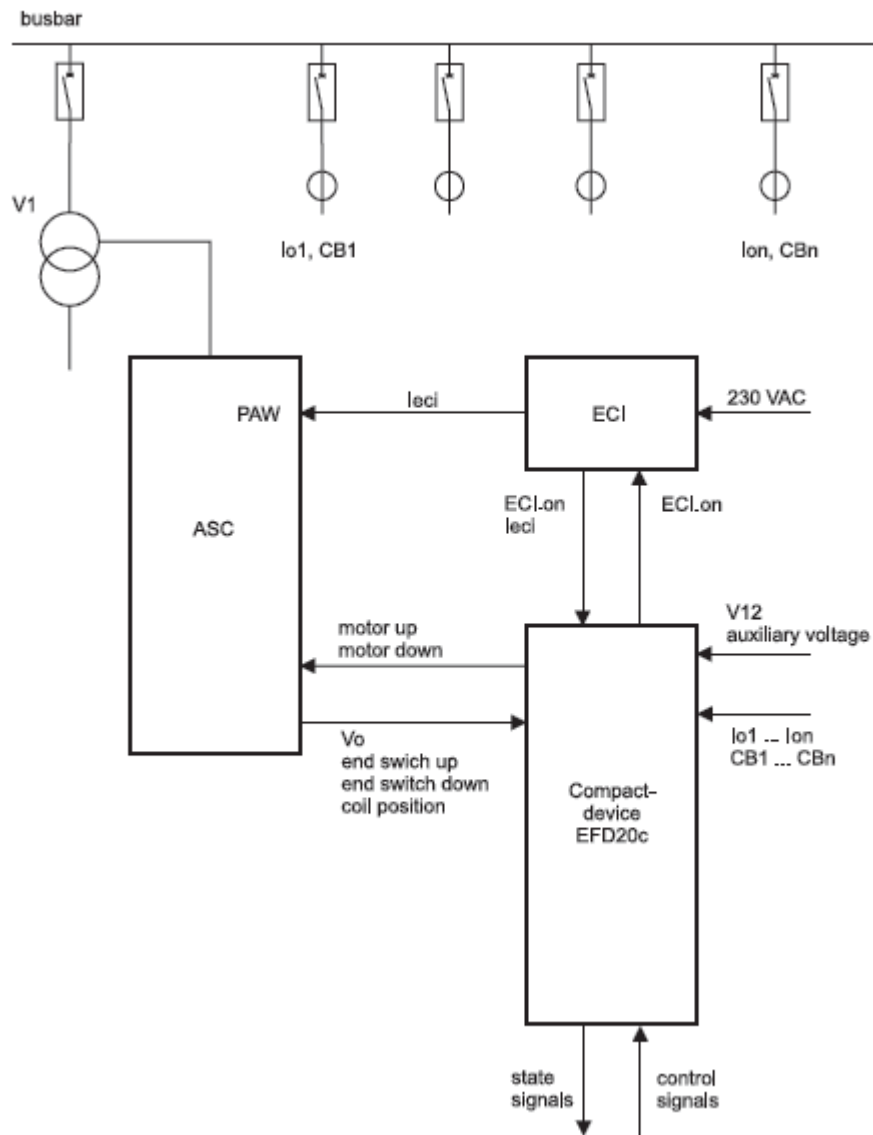 busbar
V1
Io1, CB1
Ion, CBn
PAW
Ieci
ECI
230 VAC
ECI-on
Ieci
ECI-on
ASC
motor up
motor down
V12
auxiliary voltage
Vo
end swich up
end switch down
coil position
Io1 ... Ion
CB1 ... CBn
Compact-
device
EFD20c
state
signals
control
signals